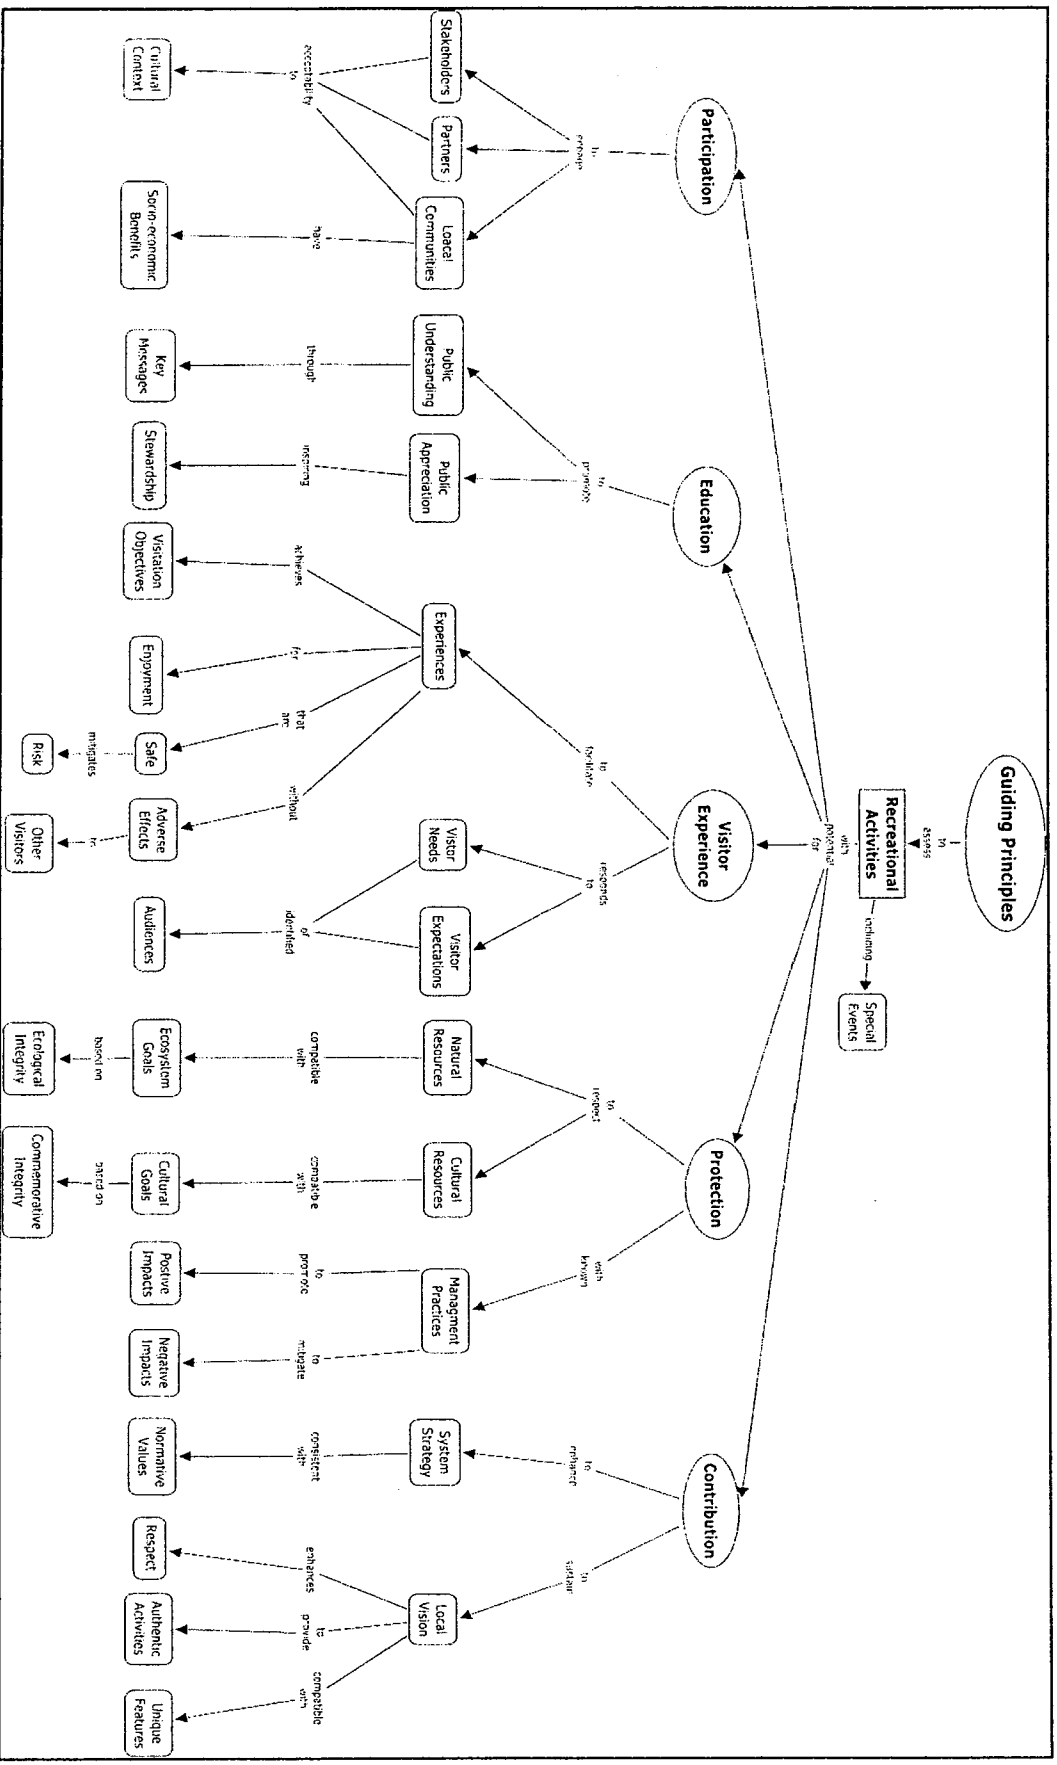 Guiding Principles
to
assess
Recreational
Activities
including
Special
Events
with
potential
for
Participation
Education
Visitor
Experience
Protection
Contribution
to
engage
to
promote
to
facilitate
responds
to
to
respect
with
known
to
enhance
to
sustain
Stakeholders
Partners
Loacal
Communities
Public
Understanding
Public
Appreciation
Experiences
Visitor
Needs
Visitor
Expectations
Natural
Resources
Cultural
Resources
Managment
Practices
System
Strategy
Local
Vision
acceptability
to
have
through
inspiring
achieves
for
that
are
without
of
identified
compatible
with
compatible
with
to
promote
to
mitigate
consistent
with
enhances
to
provide
compatible
with
Cultural
Context
Socio-economic
Benefits
Key
Messages
Stewardship
Visitation
Objectives
Enjoyment
Safe
Adverse
Effects
Audiences
Ecosystem
Goals
Cultural
Goals
Postive
Impacts
Negative
Impacts
Normative
Values
Respect
Authentic
Activities
Unique
Features
mitigates
to
based on
based on
Risk
Other
Visitors
Ecological
Integrity
Commemorative
Integrity